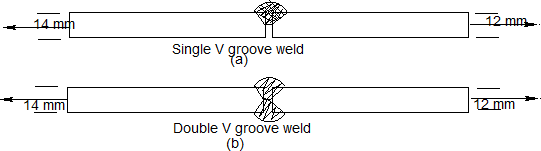 14 mm 12 mm
Single V groove weld
(a)
14 mm 12 mm
Double V groove weld
(b)